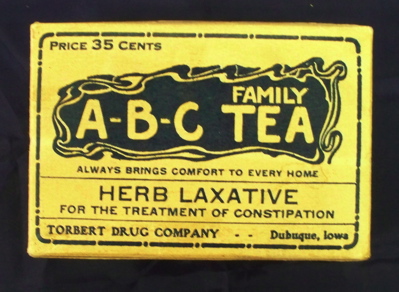 PRICE 35 CENTS
FAMILY
A-B-C TEA
ALWAYS BRINGS COMFORT TO EVERY HOME
HERB LAXATIVE
FOR THE TREATMENT OF CONSTIPATION
TORBERT DRUG COMPANY - - Dubuque, Iowa